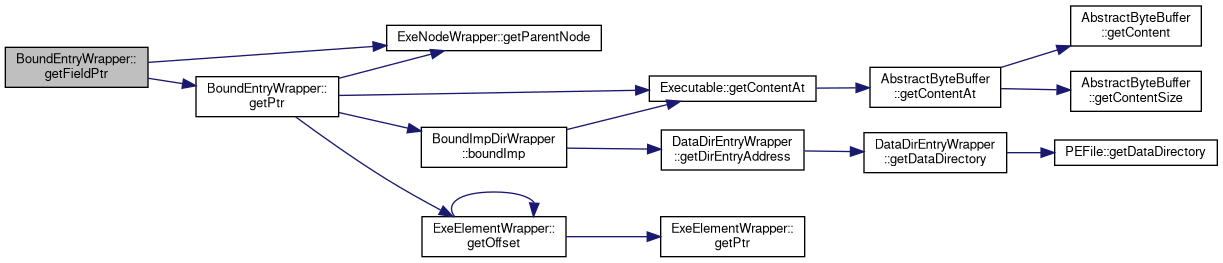 BoundEntryWrapper::
getFieldPtr
ExeNodeWrapper::getParentNode
BoundEntryWrapper::
getPtr
Executable::getContentAt
AbstractByteBuffer
::getContentAt
AbstractByteBuffer
::getContent
AbstractByteBuffer
::getContentSize
BoundImpDirWrapper
::boundImp
DataDirEntryWrapper
::getDirEntryAddress
DataDirEntryWrapper
::getDataDirectory
PEFile::getDataDirectory
ExeElementWrapper::
getOffset
ExeElementWrapper::
getPtr